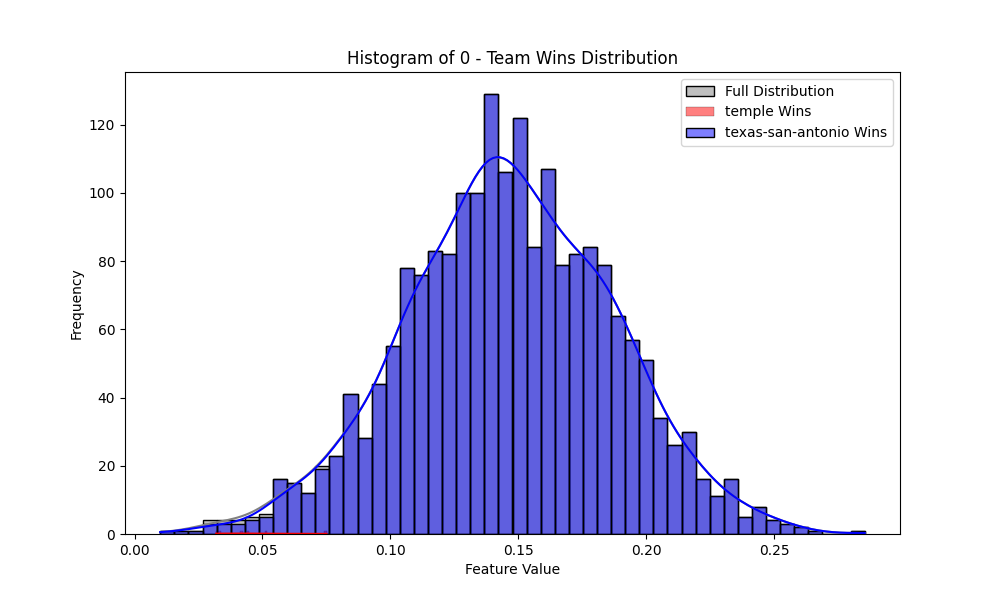 Histogram of 0 - Team Wins Distribution
Full Distribution
temple Wins
texas-san-antonio Wins
120
100
80
60
40
20
0
Frequency
0.00 0.05 0.10 0.15 0.20 0.25
Feature Value